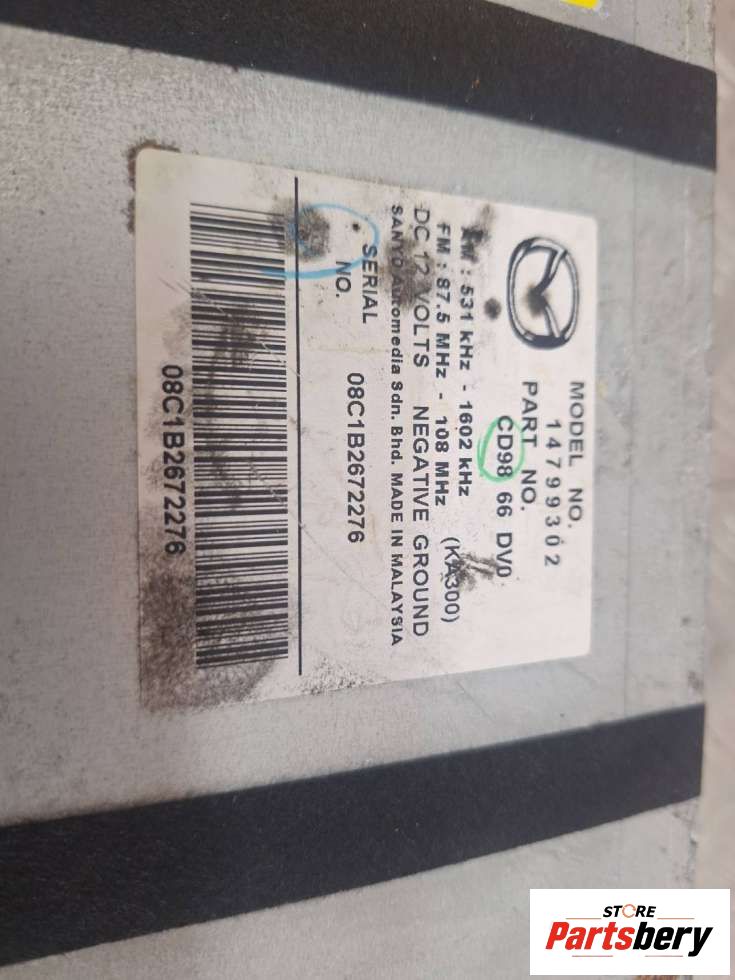 MODEL NO.
14799302
PART NO.
CD98 66 DV0
AM : 531 kHz - 1602 kHz
FM : 87.5 MHz - 108 MHz (KA300)
DC 12 VOLTS NEGATIVE GROUND
SANYO Automedia Sdn. Bhd. MADE IN MALAYSIA
SERIAL
NO. 08C1B2672276
08C1B2672276
STORE
Partsbery